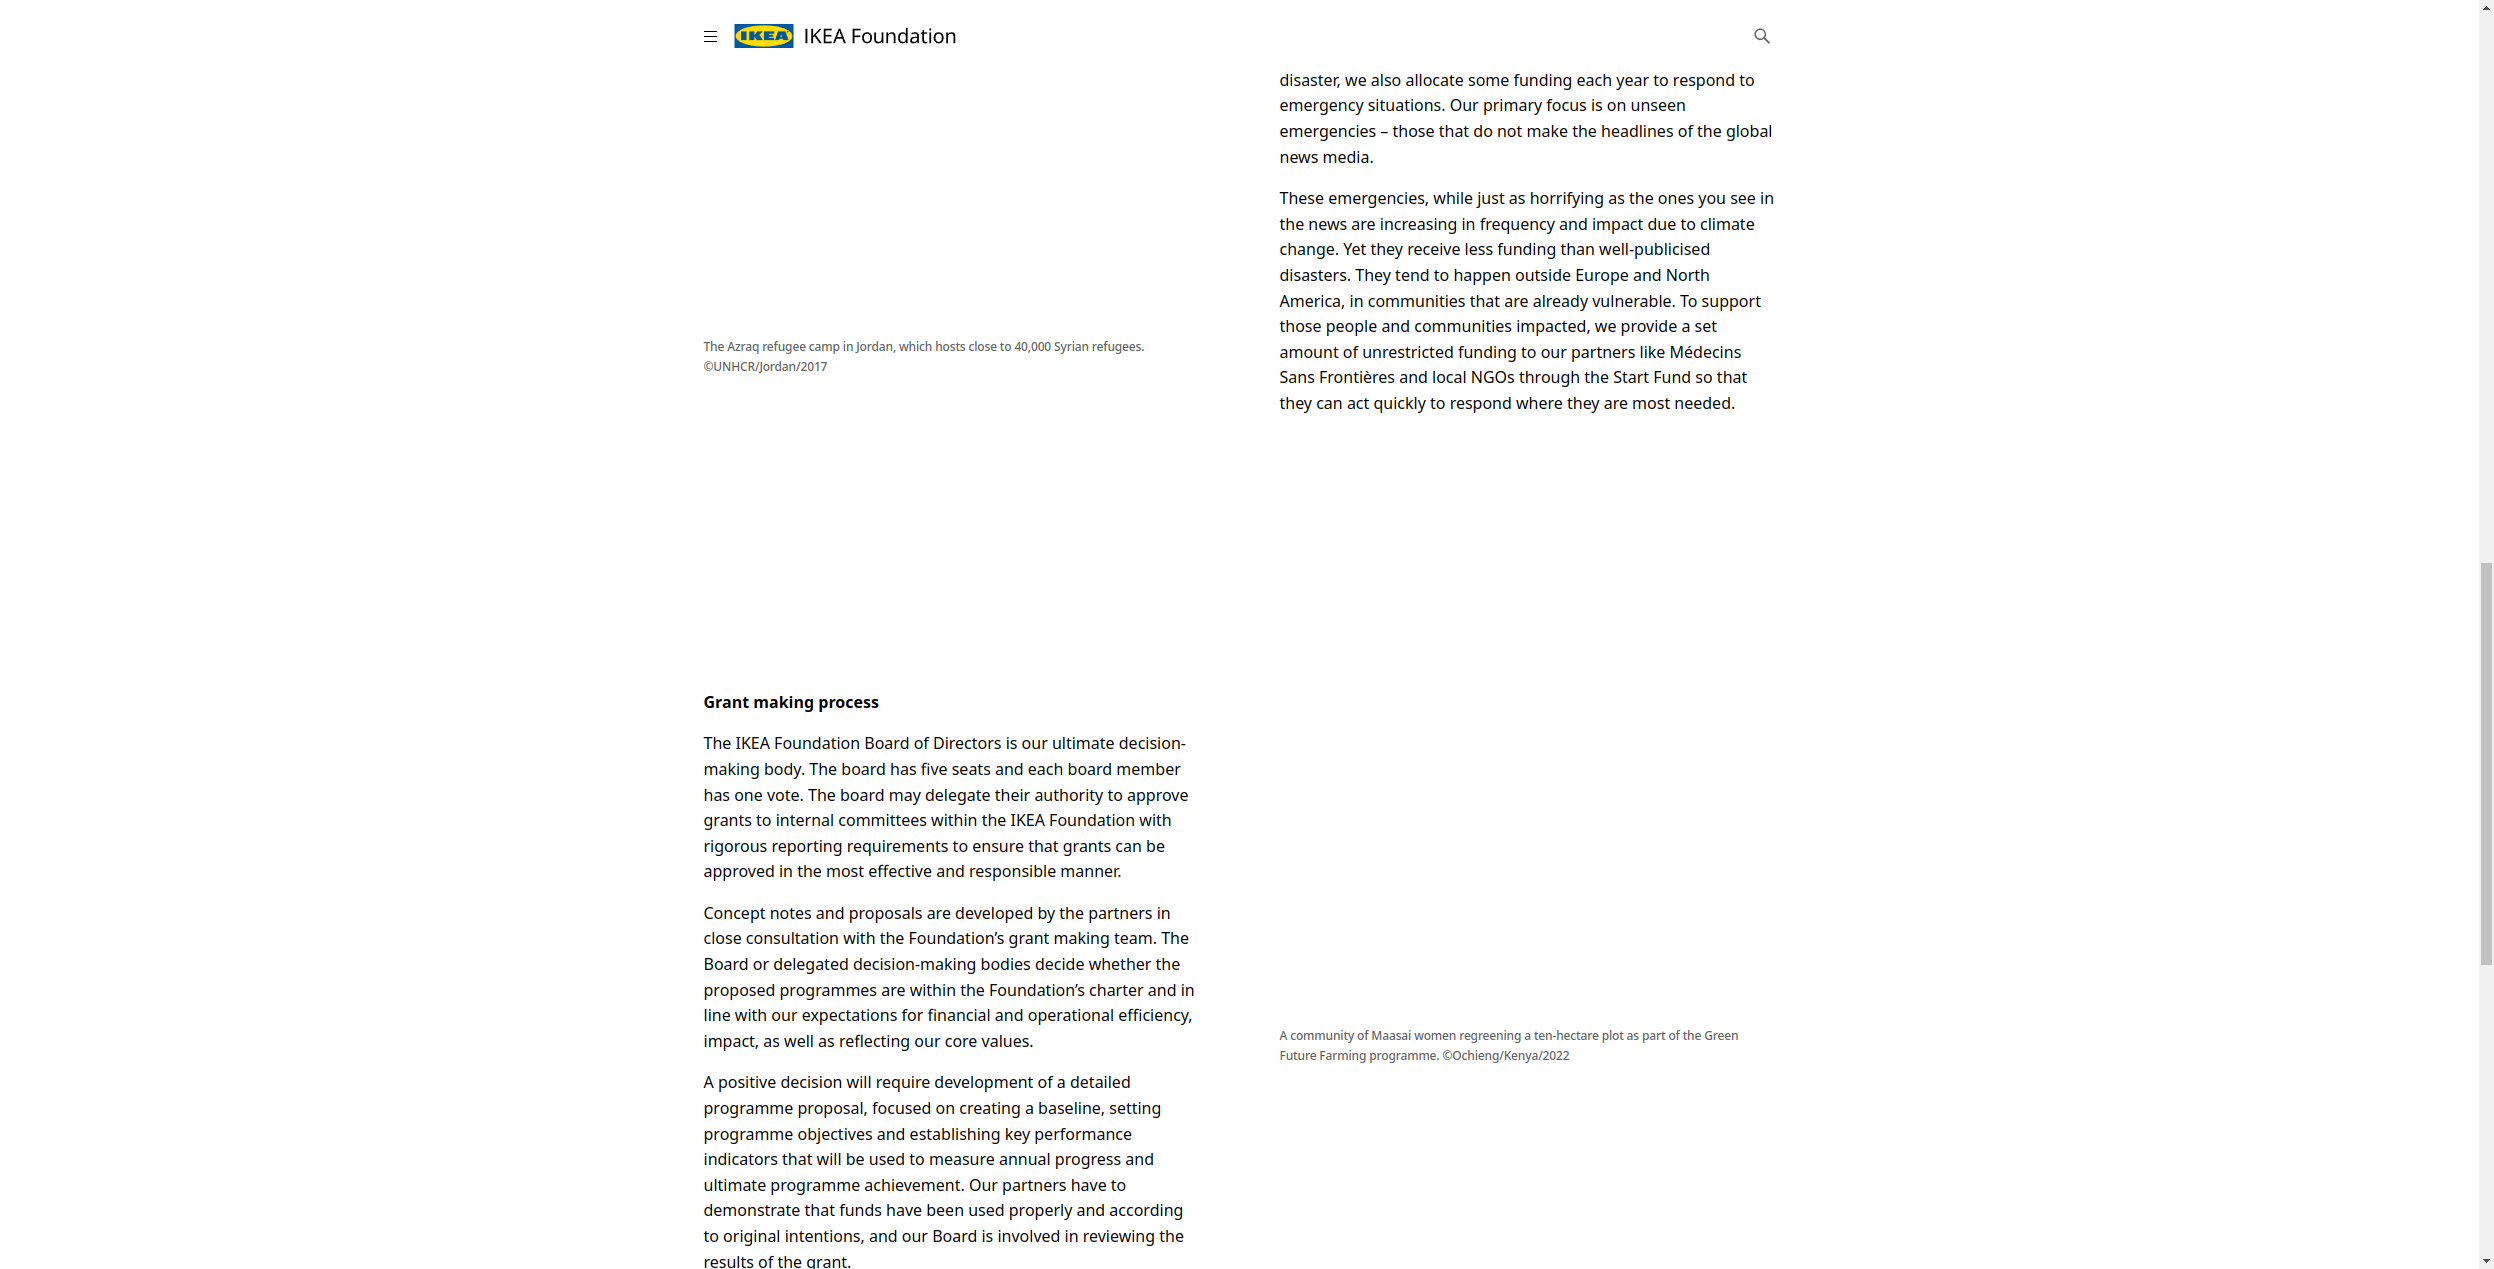 IKEA
IKEA Foundation
disaster, we also allocate some funding each year to respond to
emergency situations. Our primary focus is on unseen
emergencies – those that do not make the headlines of the global
news media.
These emergencies, while just as horrifying as the ones you see in
the news are increasing in frequency and impact due to climate
change. Yet they receive less funding than well-publicised
disasters. They tend to happen outside Europe and North
America, in communities that are already vulnerable. To support
those people and communities impacted, we provide a set
amount of unrestricted funding to our partners like Médecins
Sans Frontières and local NGOs through the Start Fund so that
they can act quickly to respond where they are most needed.
The Azraq refugee camp in Jordan, which hosts close to 40,000 Syrian refugees.
©UNHCR/Jordan/2017
Grant making process
The IKEA Foundation Board of Directors is our ultimate decision-
making body. The board has five seats and each board member
has one vote. The board may delegate their authority to approve
grants to internal committees within the IKEA Foundation with
rigorous reporting requirements to ensure that grants can be
approved in the most effective and responsible manner.
Concept notes and proposals are developed by the partners in
close consultation with the Foundation’s grant making team. The
Board or delegated decision-making bodies decide whether the
proposed programmes are within the Foundation’s charter and in
line with our expectations for financial and operational efficiency,
impact, as well as reflecting our core values.
A positive decision will require development of a detailed
programme proposal, focused on creating a baseline, setting
programme objectives and establishing key performance
indicators that will be used to measure annual progress and
ultimate programme achievement. Our partners have to
demonstrate that funds have been used properly and according
to original intentions, and our Board is involved in reviewing the
results of the grant.
A community of Maasai women regreening a ten-hectare plot as part of the Green
Future Farming programme. ©Ochieng/Kenya/2022